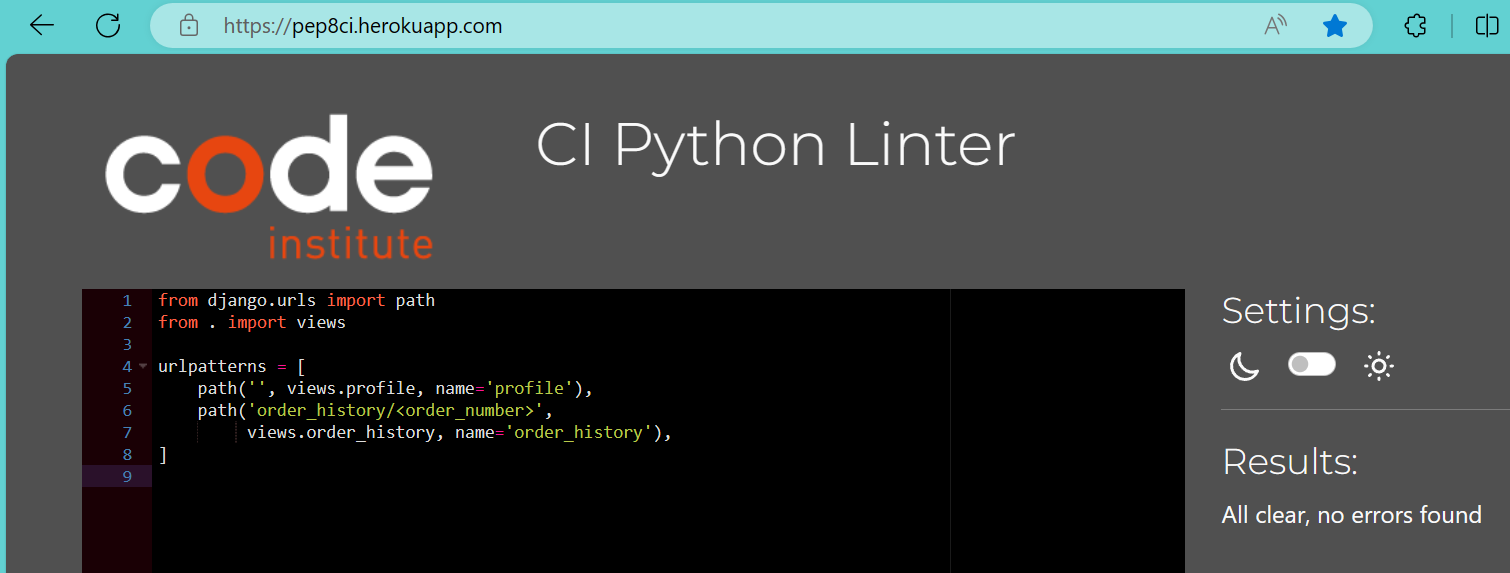 https://pep8ci.herokuapp.com
code
institute
CI Python Linter
1 from django.urls import path
2 from . import views
3
4 urlpatterns = [
5     path('', views.profile, name='profile'),
6     path('order_history/<order_number>',
7          views.order_history, name='order_history'),
8 ]
9
Settings:
Results:
All clear, no errors found